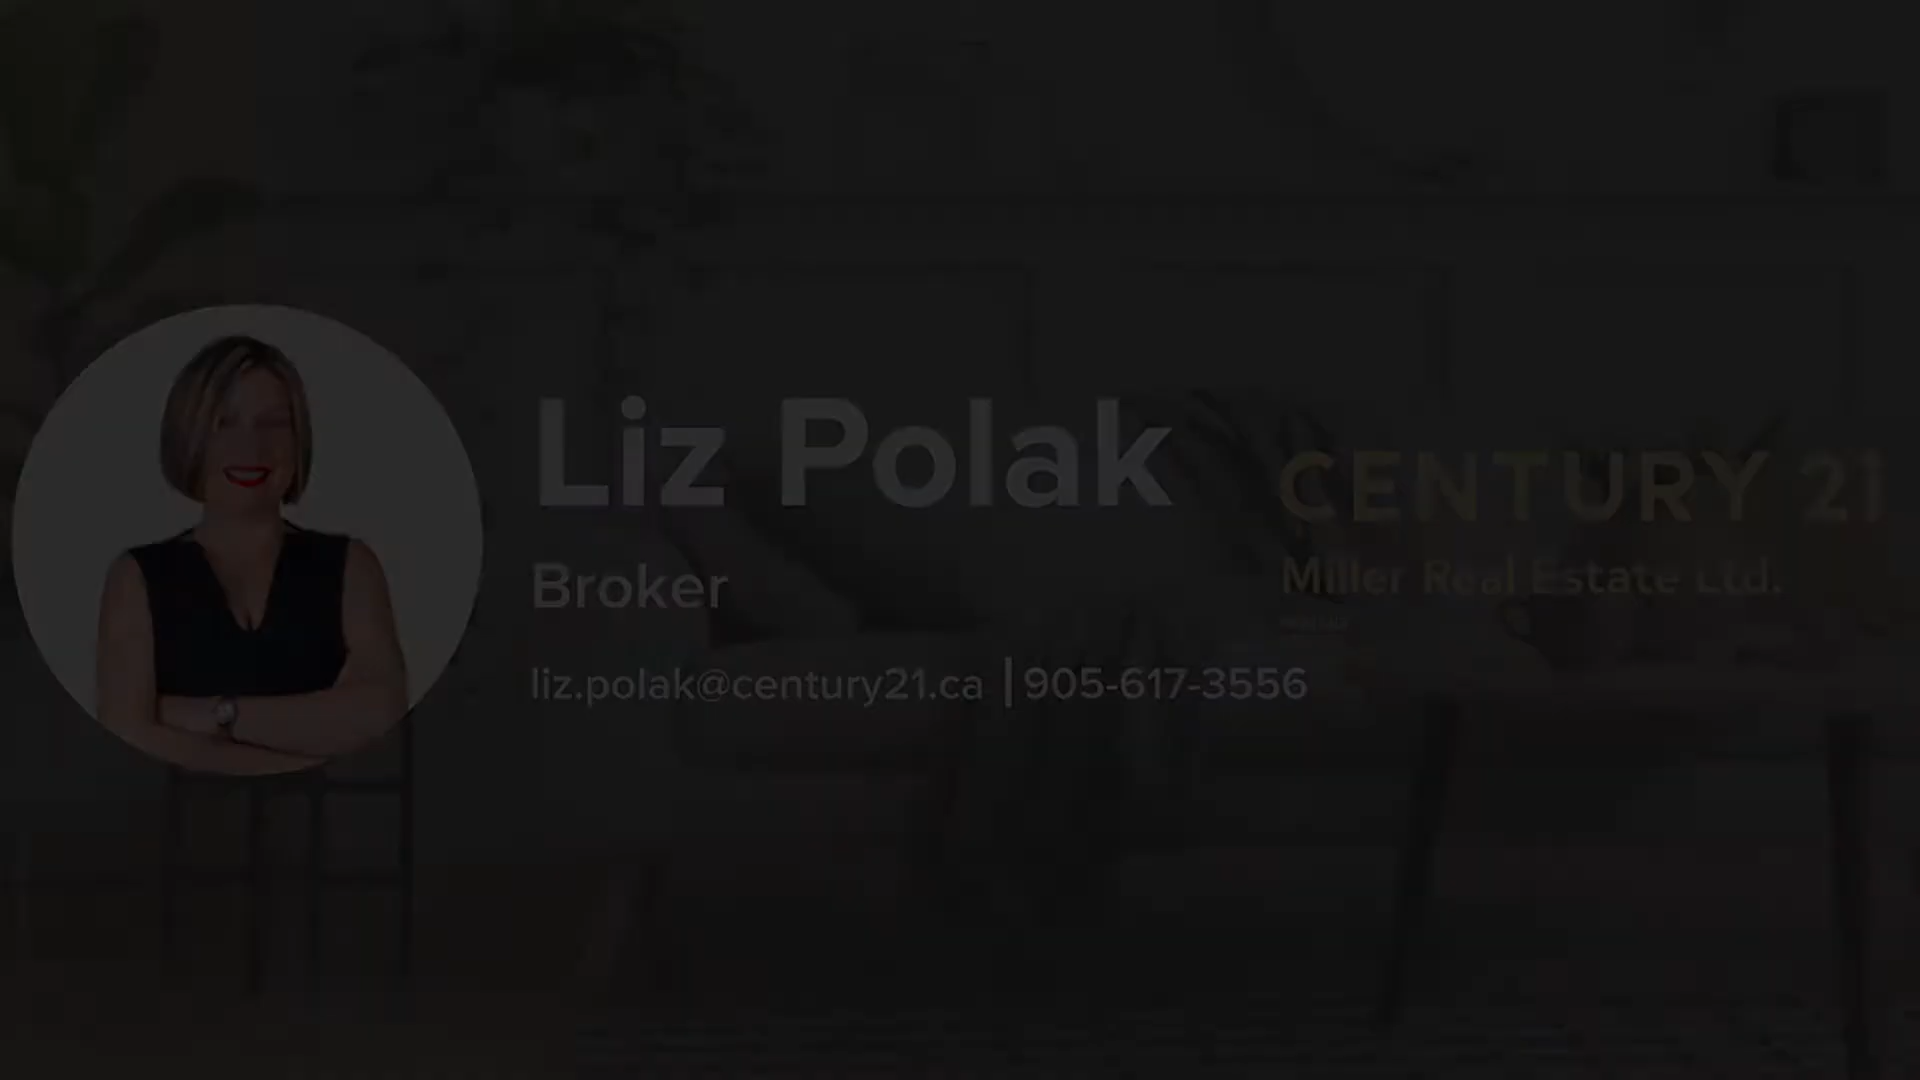 Liz Polak
Broker
liz.polak@century21.ca | 905-617-3556
CENTURY 21
Miller Real Estate Ltd.